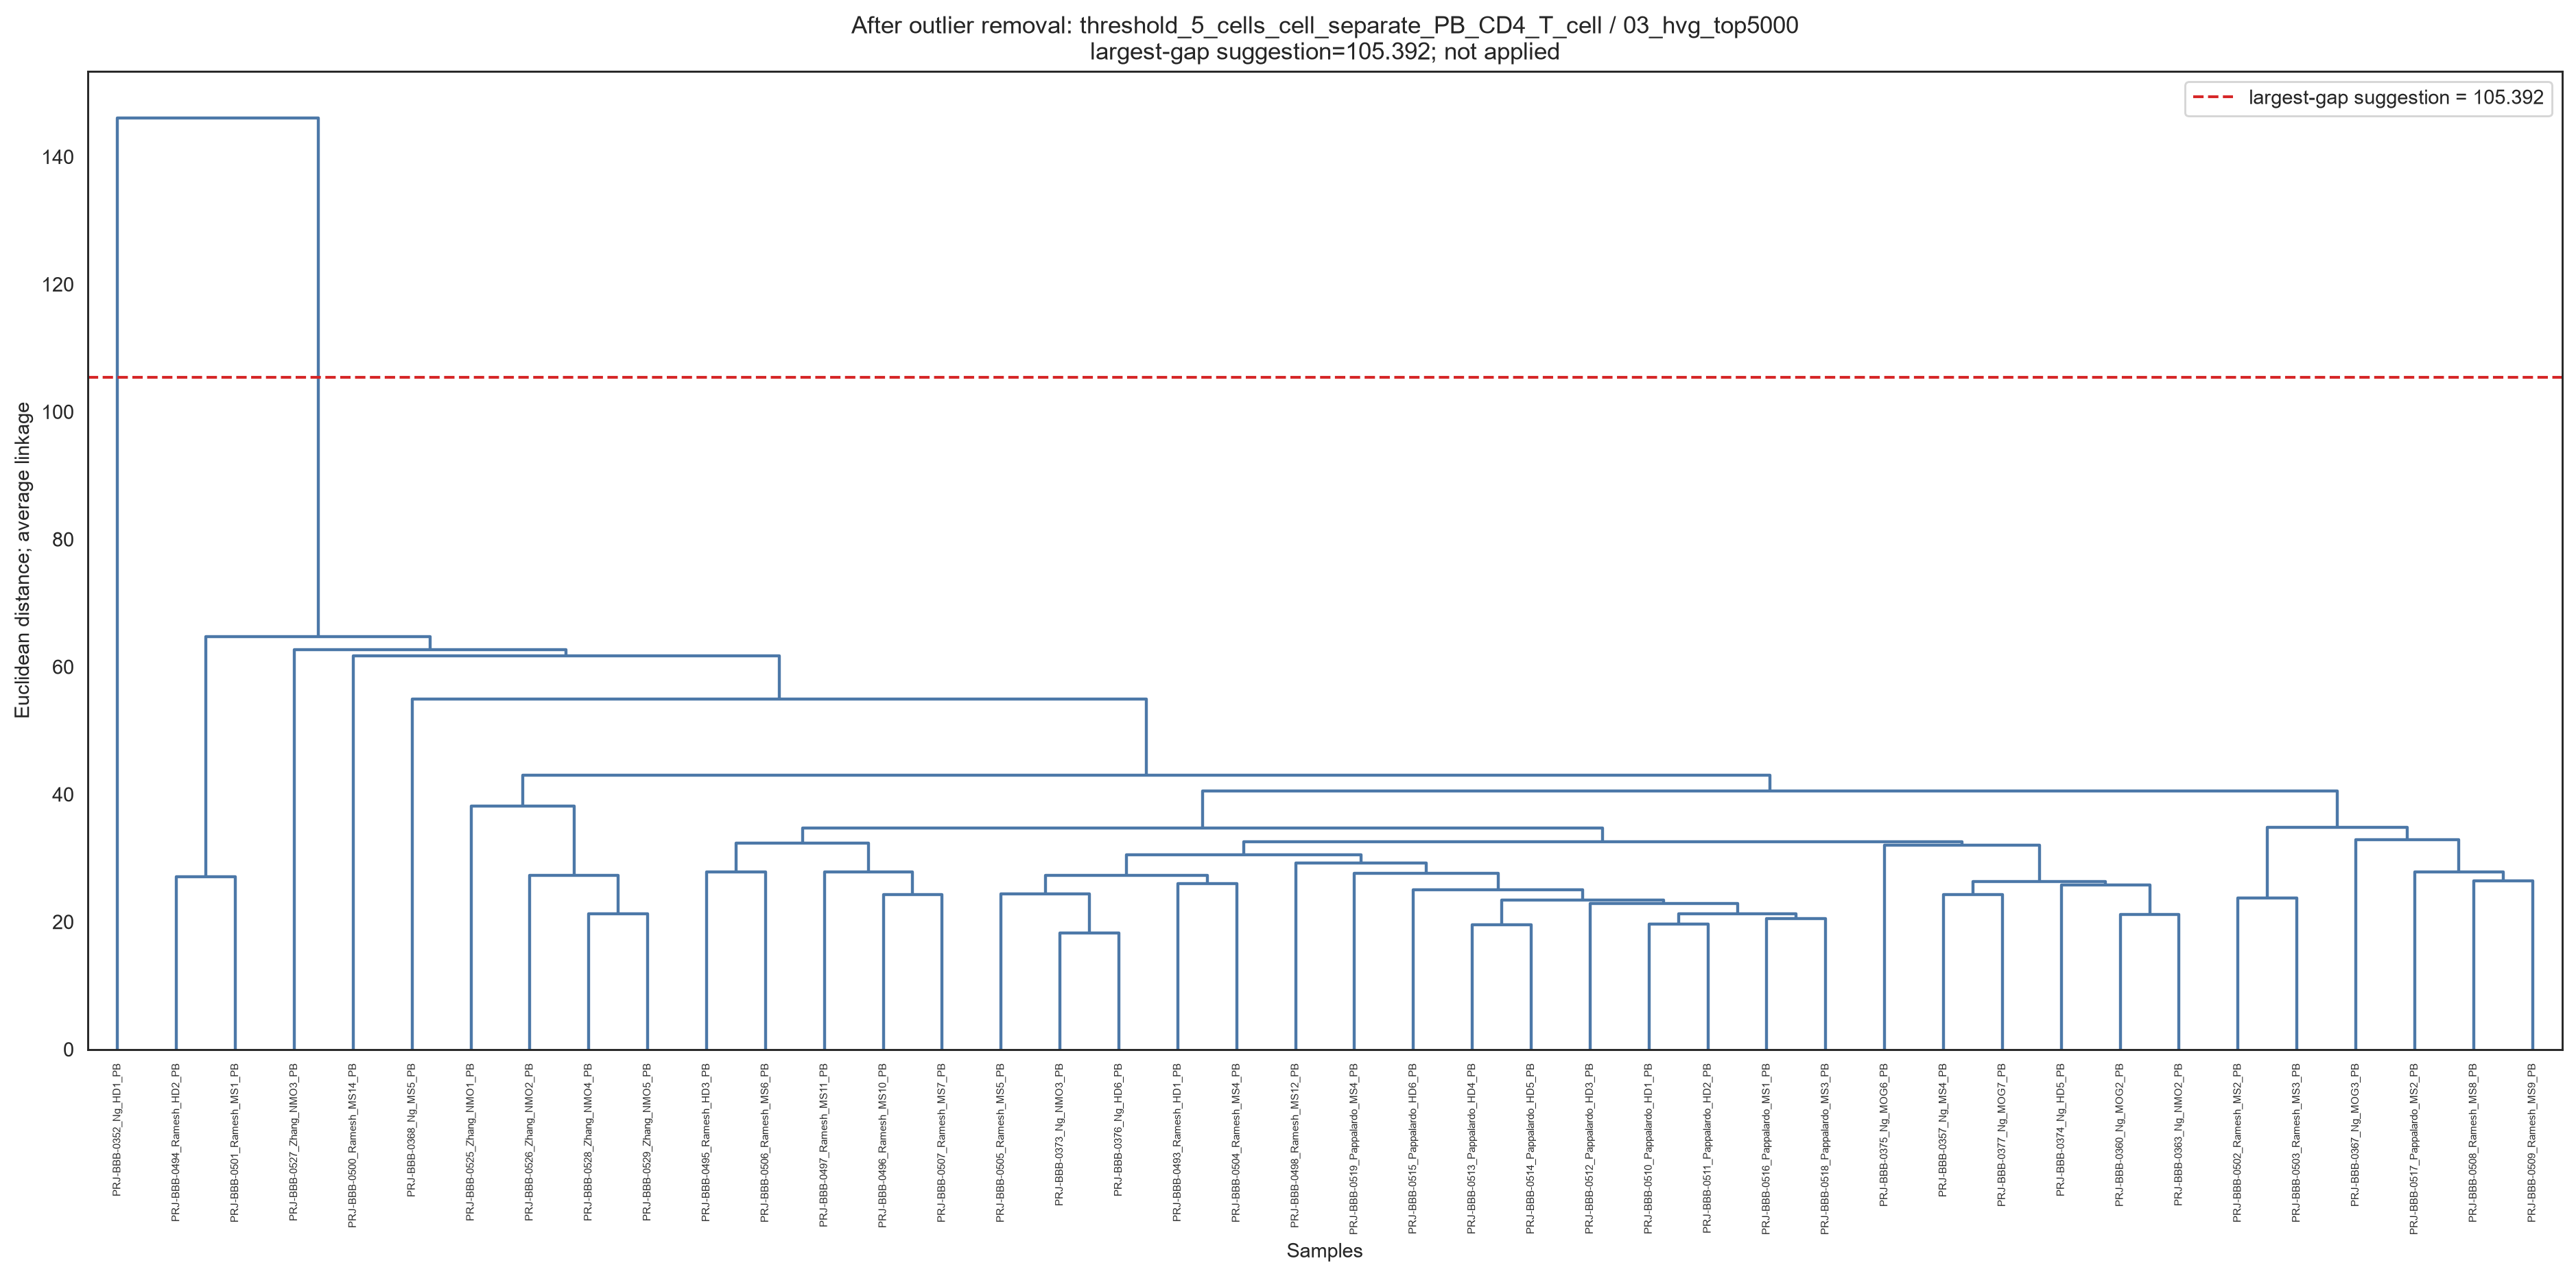 After outlier removal: threshold_5_cells_cell_separate_PB_CD4_T_cell / 03_hvg_top5000
largest-gap suggestion=105.392; not applied
largest-gap suggestion = 105.392
Euclidean distance; average linkage
140
120
100
80
60
40
20
0
PRJ-BBB-0352_Ng_HD1_PB
PRJ-BBB-0494_Ramesh_HD2_PB
PRJ-BBB-0501_Ramesh_MS1_PB
PRJ-BBB-0527_Zhang_NMO3_PB
PRJ-BBB-0500_Ramesh_MS14_PB
PRJ-BBB-0368_Ng_MS5_PB
PRJ-BBB-0525_Zhang_NMO1_PB
PRJ-BBB-0526_Zhang_NMO2_PB
PRJ-BBB-0528_Zhang_NMO4_PB
PRJ-BBB-0529_Zhang_NMO5_PB
PRJ-BBB-0495_Ramesh_HD3_PB
PRJ-BBB-0506_Ramesh_MS6_PB
PRJ-BBB-0497_Ramesh_MS11_PB
PRJ-BBB-0496_Ramesh_MS10_PB
PRJ-BBB-0507_Ramesh_MS7_PB
PRJ-BBB-0505_Ramesh_MS5_PB
PRJ-BBB-0373_Ng_NMO3_PB
PRJ-BBB-0376_Ng_HD6_PB
PRJ-BBB-0493_Ramesh_HD1_PB
PRJ-BBB-0504_Ramesh_MS4_PB
PRJ-BBB-0498_Ramesh_MS12_PB
PRJ-BBB-0519_Pappalardo_MS4_PB
PRJ-BBB-0515_Pappalardo_HD6_PB
PRJ-BBB-0513_Pappalardo_HD4_PB
PRJ-BBB-0514_Pappalardo_HD5_PB
PRJ-BBB-0512_Pappalardo_HD3_PB
PRJ-BBB-0510_Pappalardo_HD1_PB
PRJ-BBB-0511_Pappalardo_HD2_PB
PRJ-BBB-0516_Pappalardo_MS1_PB
PRJ-BBB-0518_Pappalardo_MS3_PB
PRJ-BBB-0375_Ng_MOG6_PB
PRJ-BBB-0357_Ng_MS4_PB
PRJ-BBB-0377_Ng_MOG7_PB
PRJ-BBB-0374_Ng_HD5_PB
PRJ-BBB-0360_Ng_MOG2_PB
PRJ-BBB-0363_Ng_NMO2_PB
PRJ-BBB-0502_Ramesh_MS2_PB
PRJ-BBB-0503_Ramesh_MS3_PB
PRJ-BBB-0367_Ng_MOG3_PB
PRJ-BBB-0517_Pappalardo_MS2_PB
PRJ-BBB-0508_Ramesh_MS8_PB
PRJ-BBB-0509_Ramesh_MS9_PB
Samples